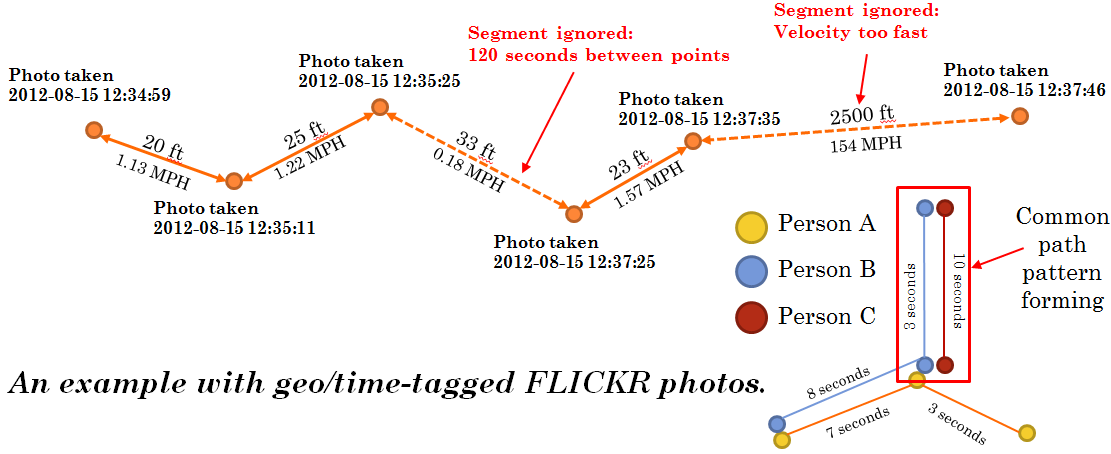 Segment ignored:
Velocity too fast
Segment ignored:
120 seconds between points
Photo taken
2012-08-15 12:34:59
Photo taken
2012-08-15 12:35:25
Photo taken
2012-08-15 12:37:35
Photo taken
2012-08-15 12:37:46
20 ft
1.13 MPH
25 ft
1.22 MPH
33 ft
0.18 MPH
23 ft
1.57 MPH
2500 ft
154 MPH
Photo taken
2012-08-15 12:35:11
Photo taken
2012-08-15 12:37:25
Person A
Person B
Person C
3 seconds
10 seconds
Common
path
pattern
forming
An example with geo/time-tagged FLICKR photos.
8 seconds
7 seconds
3 seconds